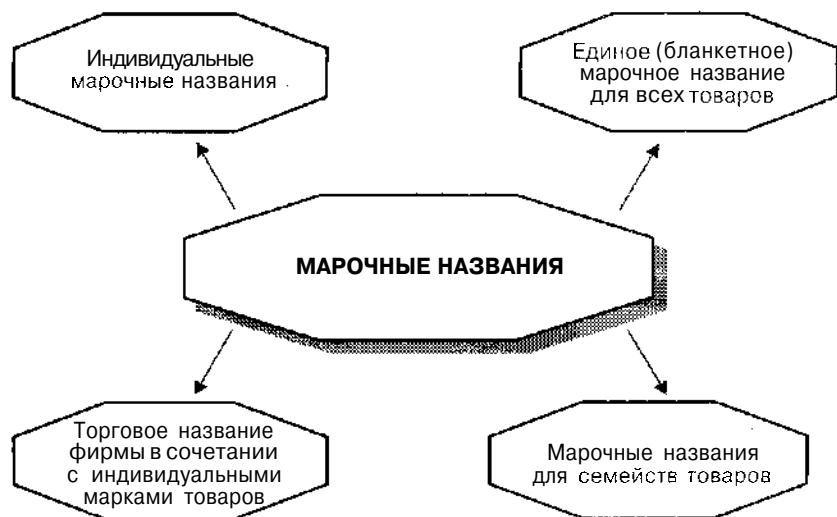 Индивидуальные
марочные названия
Единое (бланкетное)
марочное название
для всех товаров
МАРОЧНЫЕ НАЗВАНИЯ
Торговое название
фирмы в сочетании
с индивидуальными
марками товаров
Марочные названия
для семейств товаров